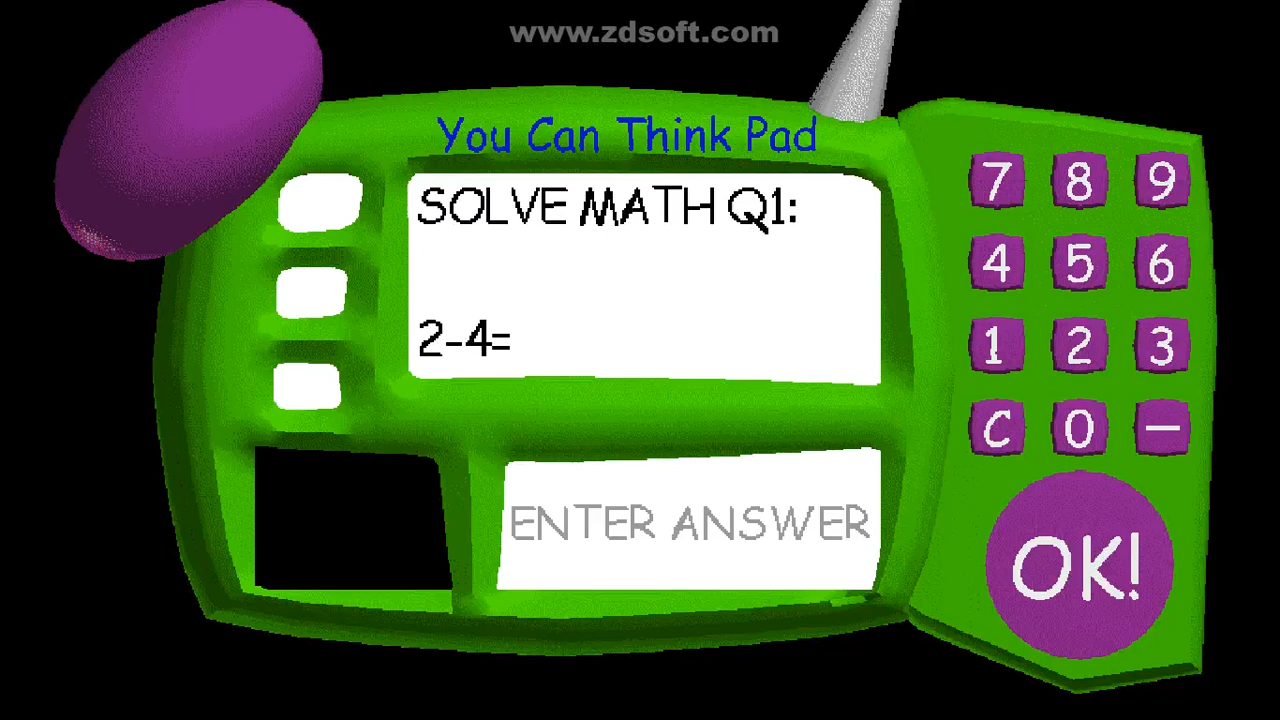 www.zdsoft.com
You Can Think Pad
SOLVE MATH Q1:
2-4=
ENTER ANSWER
7 8 9
4 5 6
1 2 3
C 0 −
OK!